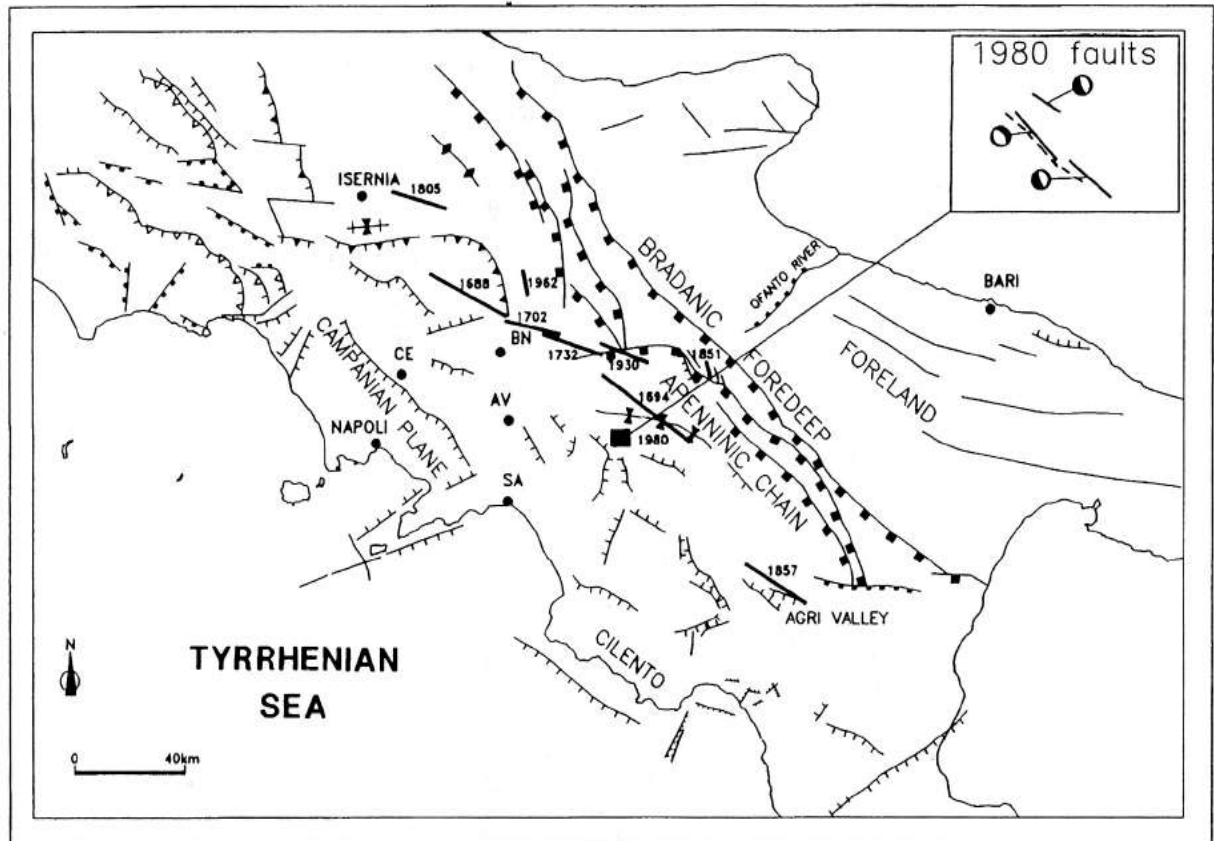 1980 faults
ISERNIA
1805
BRADANIC
FOREDEEP
OFANTO RIVER
BARI
FORELAND
1688
1962
1702
BN
1732
1930
1851
CE
CAMPANIAN PLANE
AV
1694
APENNINIC CHAIN
NAPOLI
1980
SA
1857
AGRI VALLEY
CILENTO
N
TYRRHENIAN
SEA
0 40km